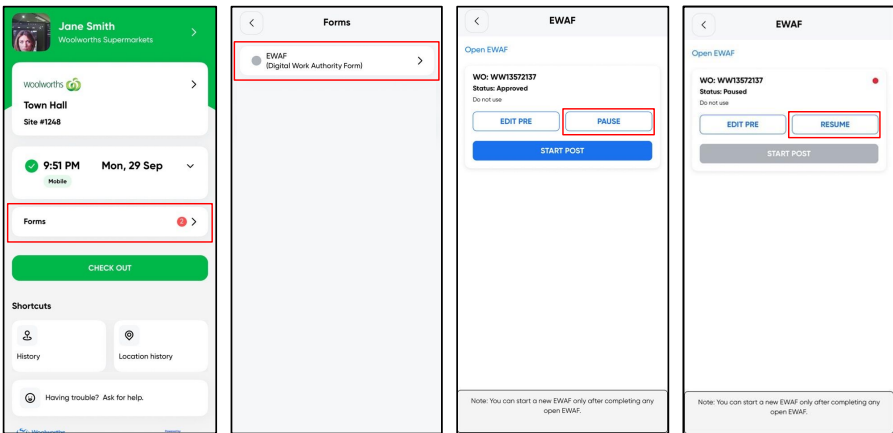 Jane Smith
Woolworths Supermarkets
woolworths
Town Hall
Site #1248
9:51 PM Mon, 29 Sep
Mobile
Forms 2
CHECK OUT
Shortcuts
History Location history
Having trouble? Ask for help.
Woolworths
Forms
EWAF
(Digital Work Authority Form)
EWAF
Open EWAF
WO: WW13572137
Status: Approved
Do not use
EDIT PRE PAUSE
START POST
Note: You can start a new EWAF only after completing any
open EWAF.
EWAF
Open EWAF
WO: WW13572137
Status: Paused
Do not use
EDIT PRE RESUME
START POST
Note: You can start a new EWAF only after completing any
open EWAF.